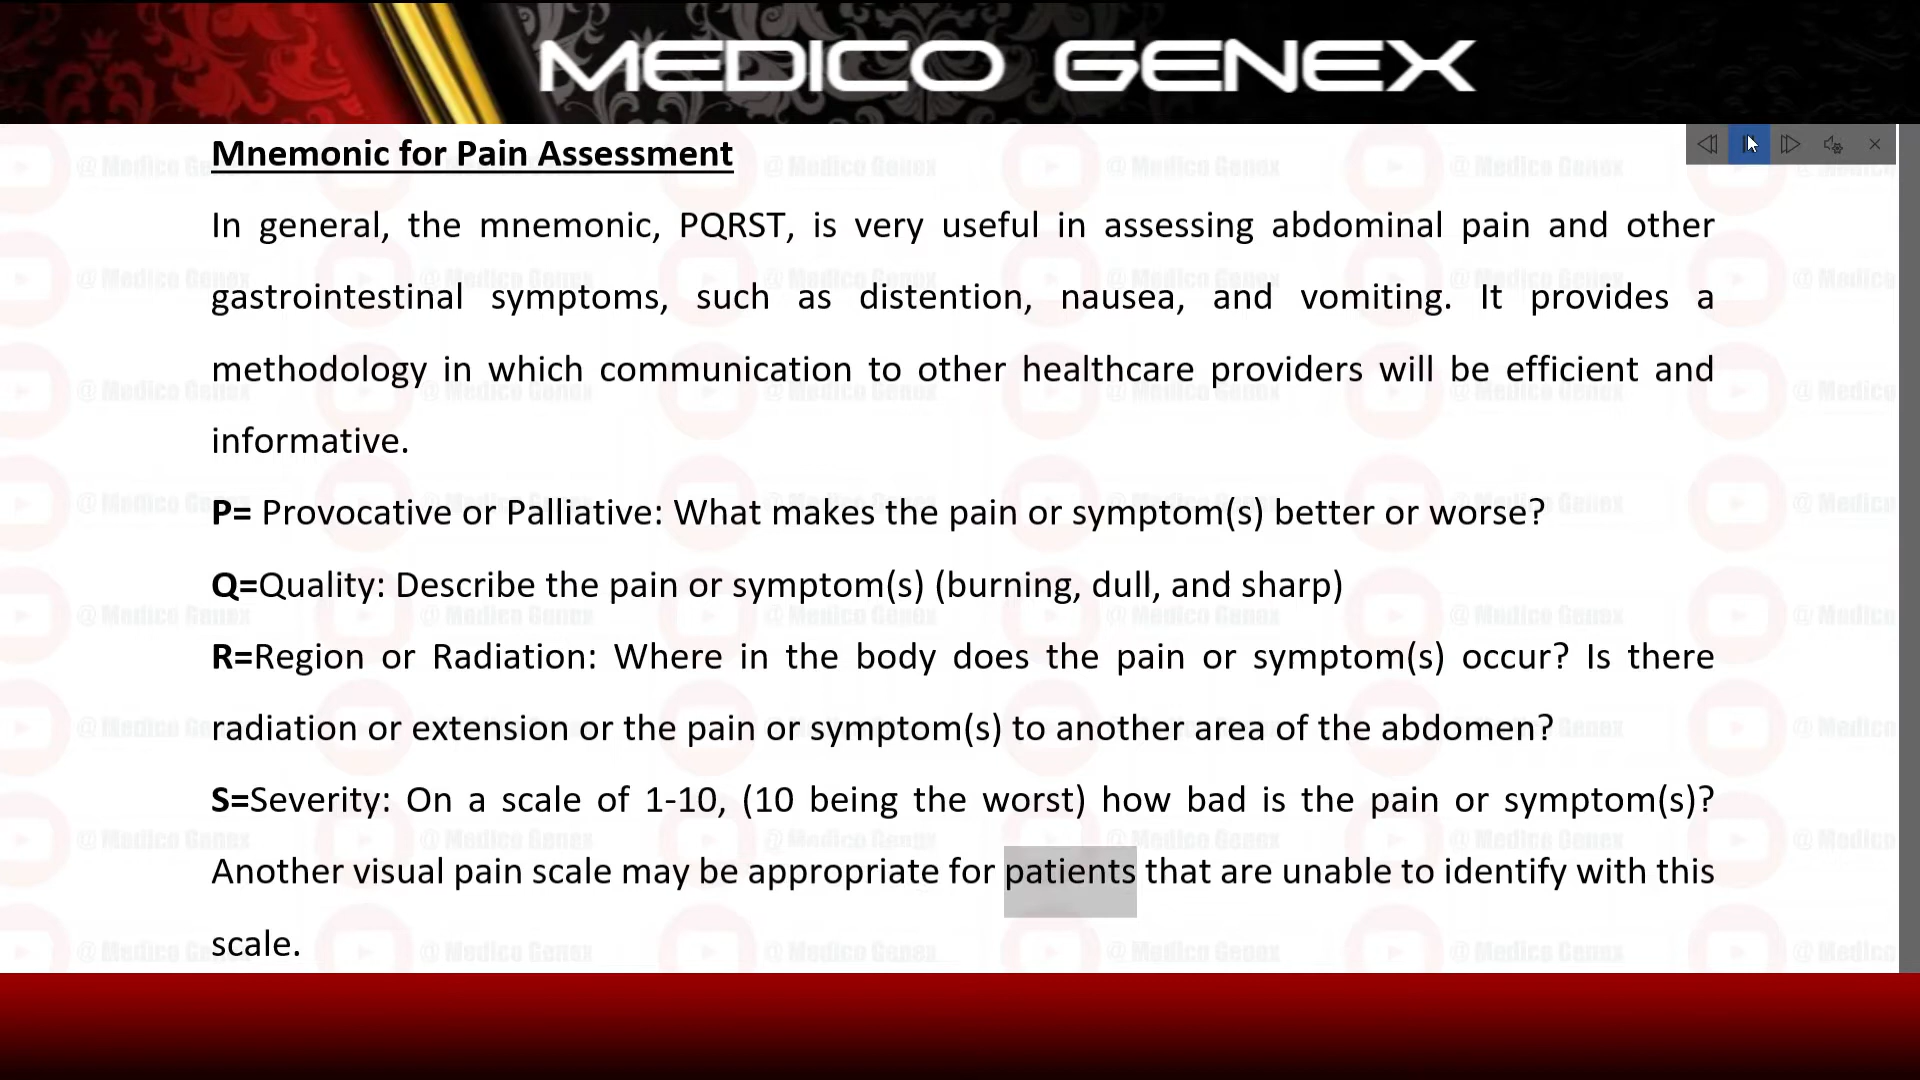 MEDICO GENEX
Mnemonic for Pain Assessment
In general, the mnemonic, PQRST, is very useful in assessing abdominal pain and other
gastrointestinal symptoms, such as distention, nausea, and vomiting. It provides a
methodology in which communication to other healthcare providers will be efficient and
informative.
P= Provocative or Palliative: What makes the pain or symptom(s) better or worse?
Q=Quality: Describe the pain or symptom(s) (burning, dull, and sharp)
R=Region or Radiation: Where in the body does the pain or symptom(s) occur? Is there
radiation or extension or the pain or symptom(s) to another area of the abdomen?
S=Severity: On a scale of 1-10, (10 being the worst) how bad is the pain or symptom(s)?
Another visual pain scale may be appropriate for patients that are unable to identify with this
scale.
@ Medico Genex